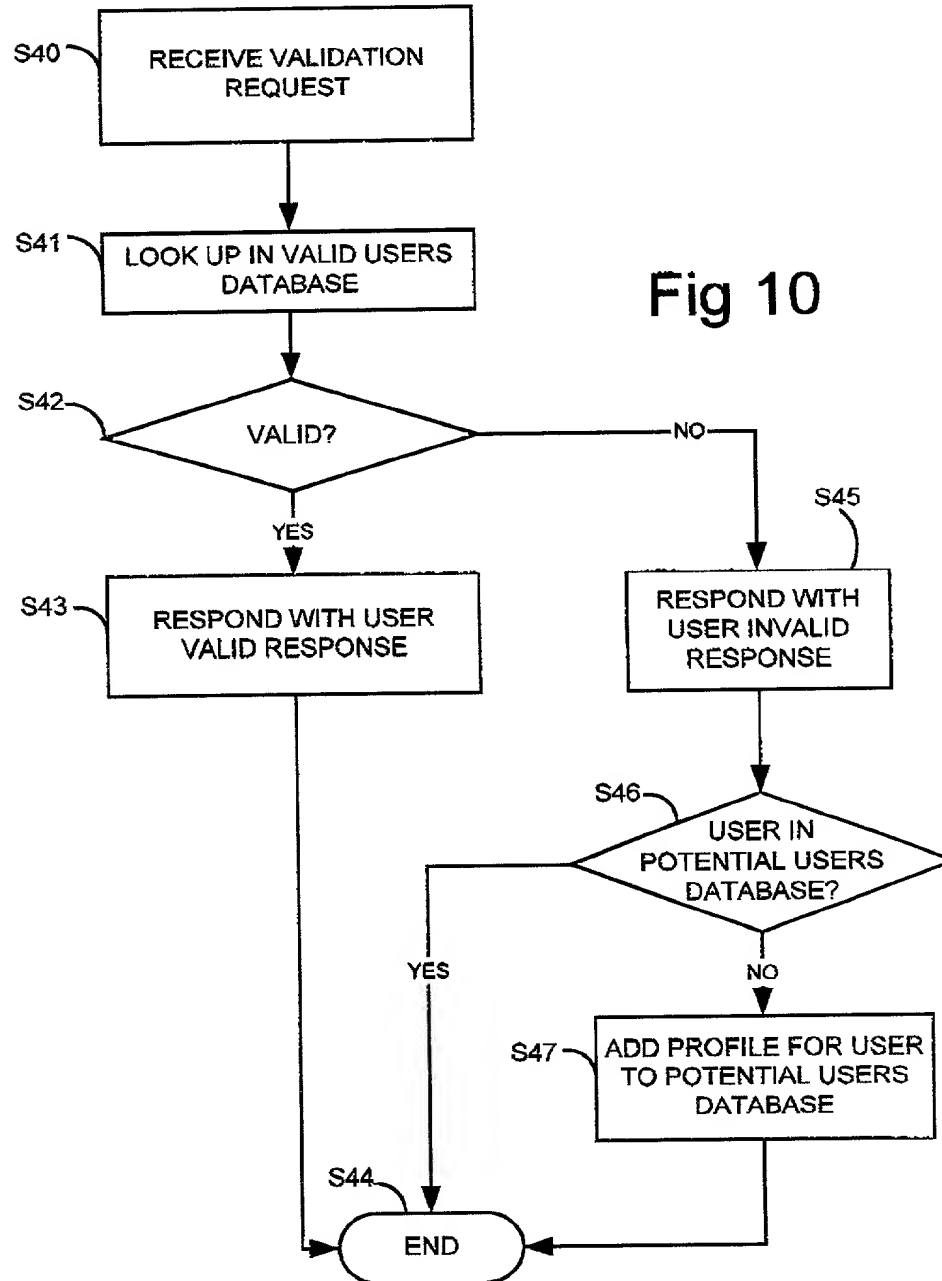 S40
RECEIVE VALIDATION
REQUEST
S41
LOOK UP IN VALID USERS
DATABASE
Fig 10
S42
VALID?
NO
YES
S45
S43
RESPOND WITH USER
VALID RESPONSE
RESPOND WITH
USER INVALID
RESPONSE
S46
USER IN
POTENTIAL USERS
DATABASE?
YES
NO
S47
ADD PROFILE FOR USER
TO POTENTIAL USERS
DATABASE
S44
END